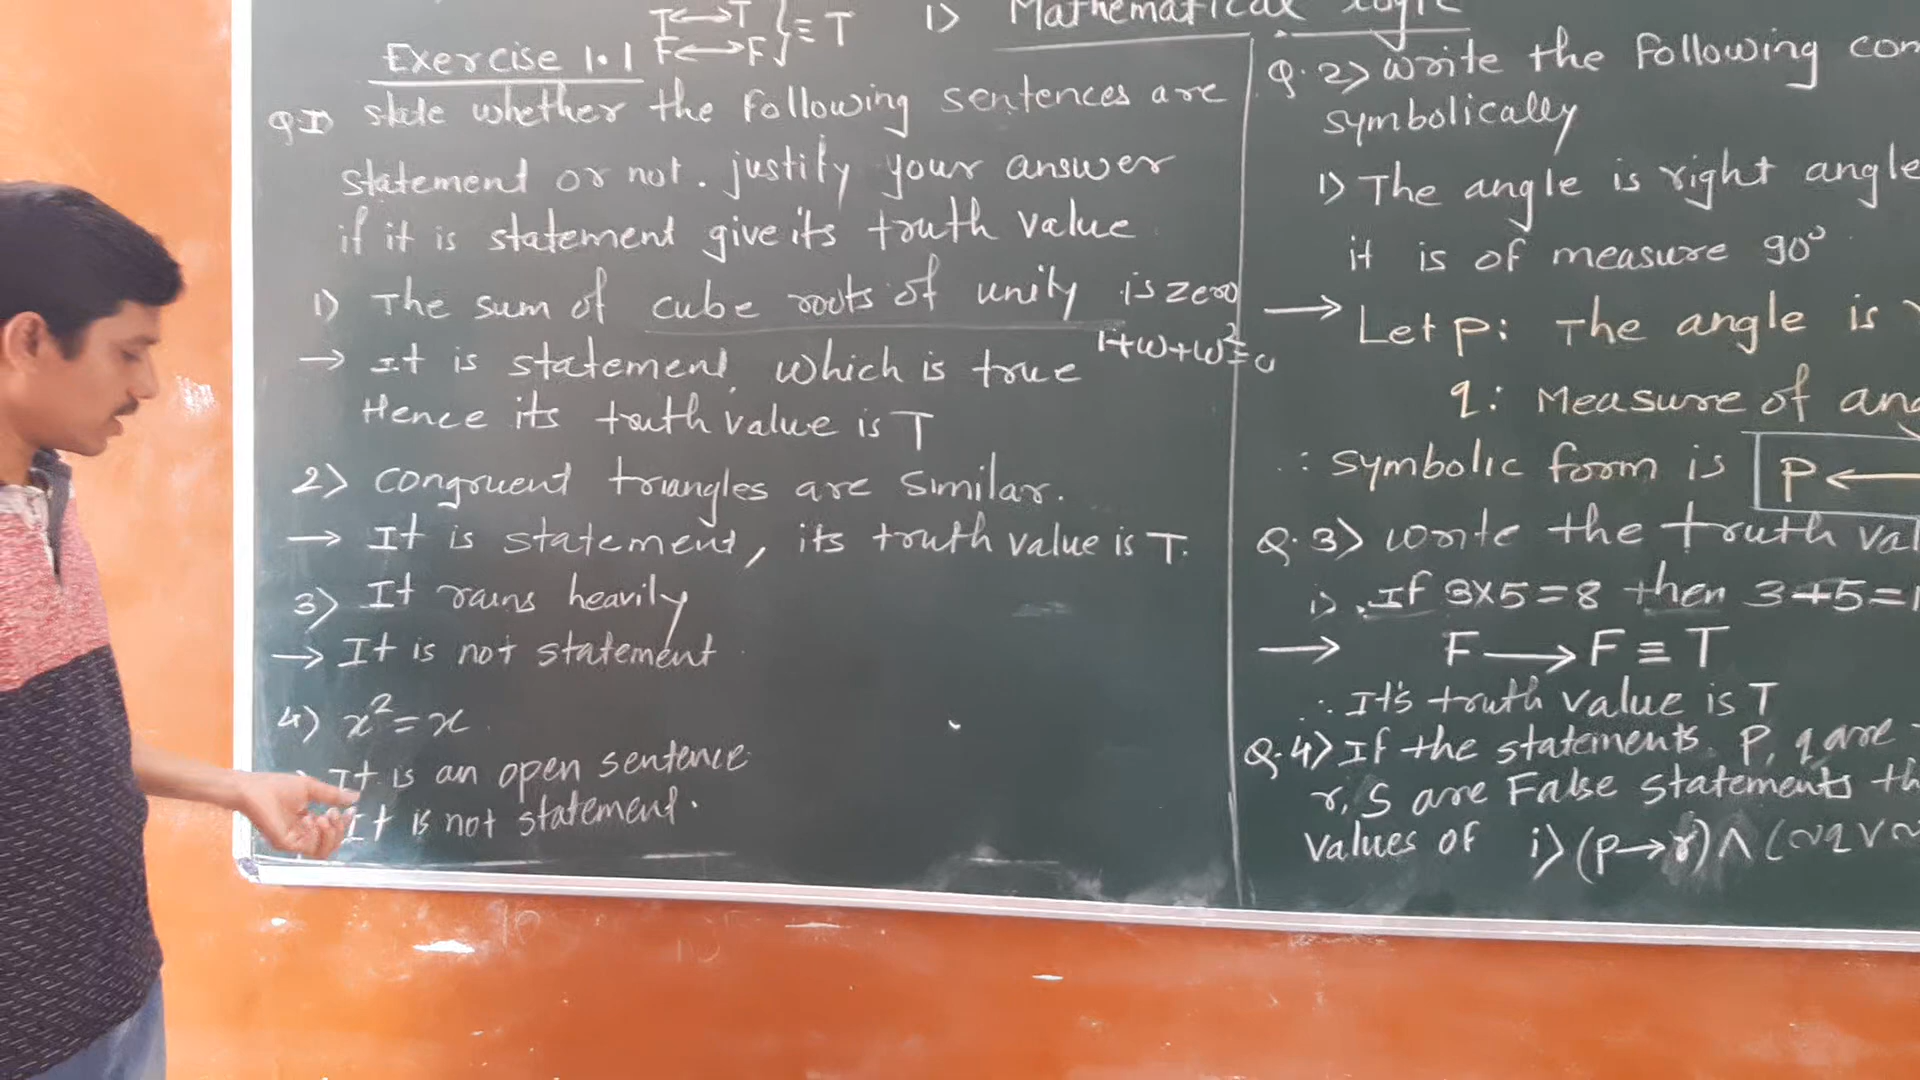 T ⟷ T
F ⟷ F } ≡ T
1) Mathematical Logic
Exercise 1.1
Q I) state whether the following sentences are
statement or not. justify your answer
if it is statement give its truth value
1) The sum of cube roots of unity is zero
1+ω+ω²=0
→ It is statement, which is true
Hence its truth value is T
2) congruent triangles are similar.
→ It is statement, its truth value is T.
3) It rains heavily
→ It is not statement
4) x²=x
It is an open sentence
It is not statement.
Q.2) write the following
symbolically
1) The angle is right angle
it is of measure 90°
→ Let p: The angle is
q: Measure of
∴ symbolic form is P ←
Q.3) write the truth
i) If 3×5=8 then 3+5=1
→ F → F ≡ T
∴ It's truth value is T
Q.4) If the statements p, q are
r, s are False statements
values of i) (p→r)∧(~q∨~